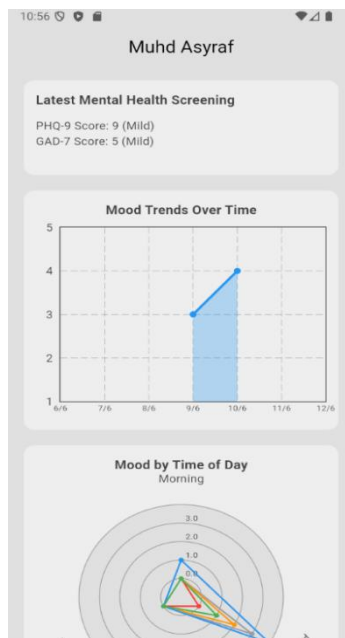 10:56
Muhd Asyraf
Latest Mental Health Screening
PHQ-9 Score: 9 (Mild)
GAD-7 Score: 5 (Mild)
Mood Trends Over Time
5
4
3
2
1
6/6 7/6 8/6 9/6 10/6 11/6 12/6
Mood by Time of Day
Morning
3.0
2.0
1.0
0.0